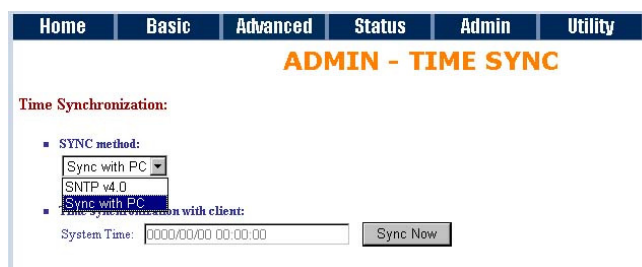 Home Basic Advanced Status Admin Utility
ADMIN - TIME SYNC
Time Synchronization:
SYNC method:
Sync with PC
SNTP v4.0
Sync with PC
with client:
System Time: 0000/00/00 00:00:00 Sync Now